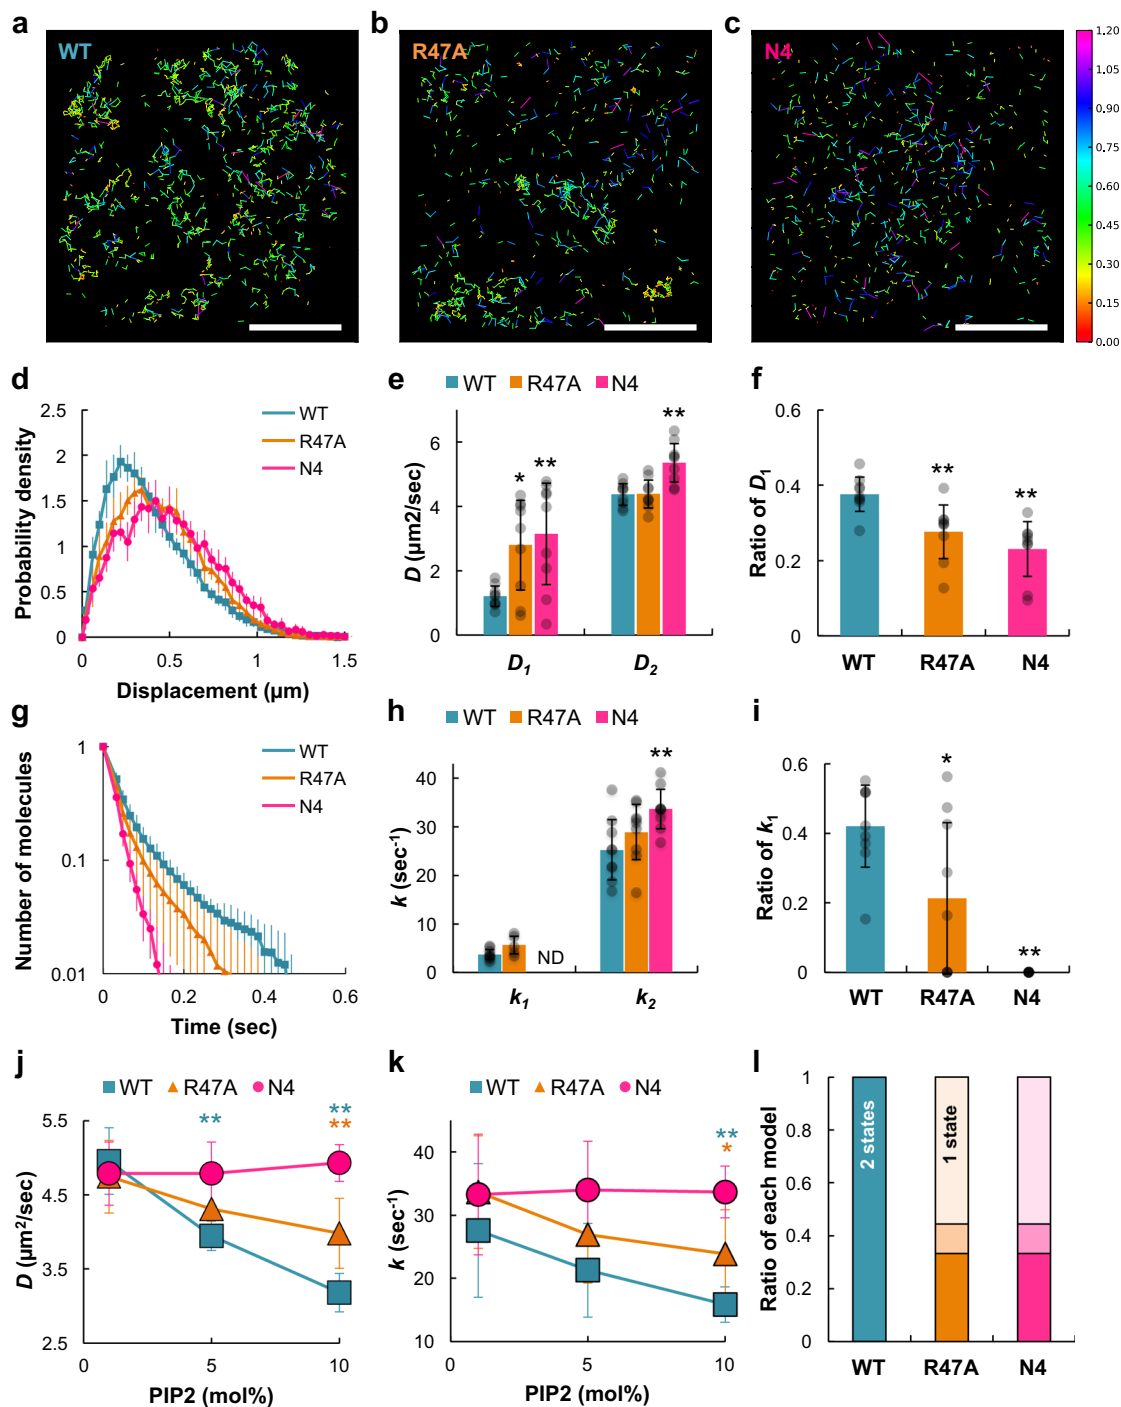 a
b
c
WT
R47A
N4
1.20
1.05
0.90
0.75
0.60
0.45
0.30
0.15
0.00
d
e
f
WT
R47A
N4
Probability density
2.5
2
1.5
1
0.5
0
0
0.5
1
1.5
Displacement (µm)
WT R47A N4
D (µm2/sec)
6
4
2
0
*
**
**
D1
D2
Ratio of D1
0.6
0.4
0.2
0
**
**
WT R47A N4
g
h
i
WT
R47A
N4
Number of molecules
1
0.1
0.01
0
0.2
0.4
0.6
Time (sec)
WT R47A N4
k (sec-1)
40
30
20
10
0
ND
**
k1
k2
Ratio of k1
0.6
0.4
0.2
0
*
**
WT R47A N4
j
k
l
WT R47A N4
D (µm2/sec)
5.5
4.5
3.5
2.5
**
**
**
0
5
10
PIP2 (mol%)
WT R47A N4
k (sec-1)
40
30
20
10
**
*
0
5
10
PIP2 (mol%)
Ratio of each model
1
0.8
0.6
0.4
0.2
0
2 states
1 state
WT R47A N4